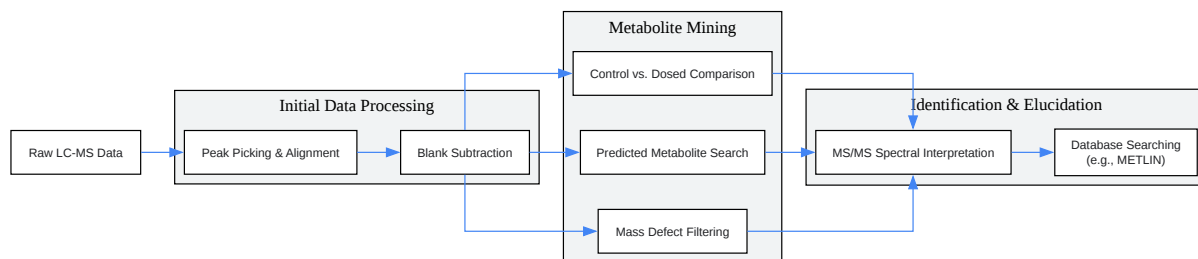 Metabolite Mining
Control vs. Dosed Comparison
Initial Data Processing
Identification & Elucidation
Raw LC-MS Data
Peak Picking & Alignment
Blank Subtraction
Predicted Metabolite Search
MS/MS Spectral Interpretation
Database Searching
(e.g., METLIN)
Mass Defect Filtering